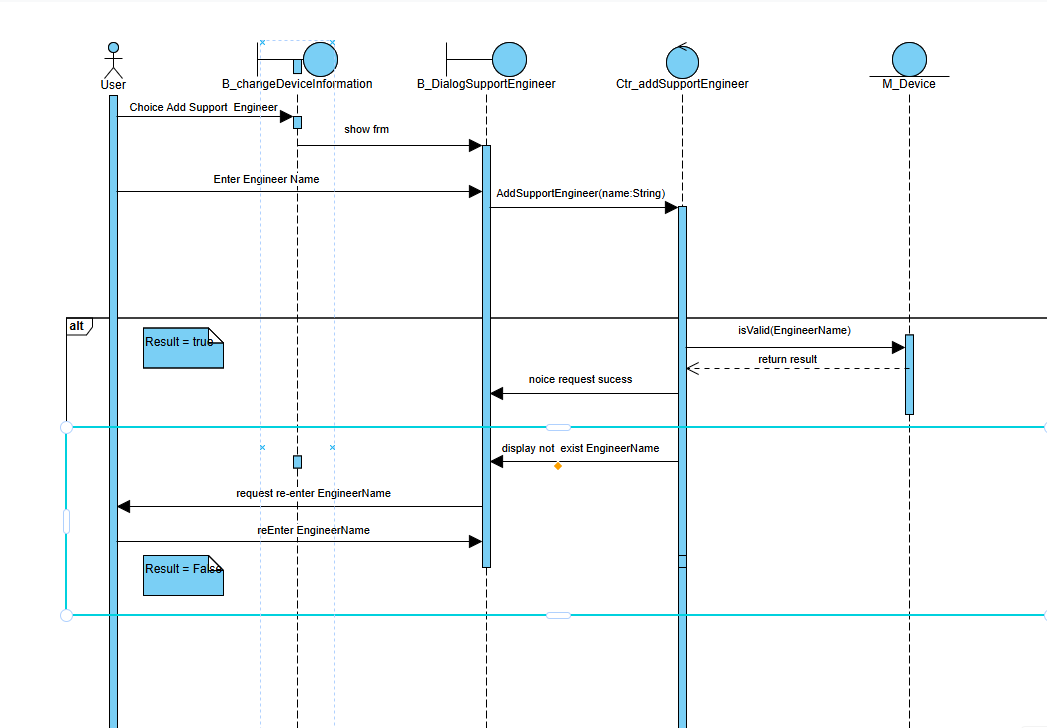 User
B_changeDeviceInformation
B_DialogSupportEngineer
Ctr_addSupportEngineer
M_Device
Choice Add Support Engineer
show frm
Enter Engineer Name
AddSupportEngineer(name:String)
alt
Result = true
isValid(EngineerName)
return result
noice request sucess
display not exist EngineerName
request re-enter EngineerName
reEnter EngineerName
Result = False